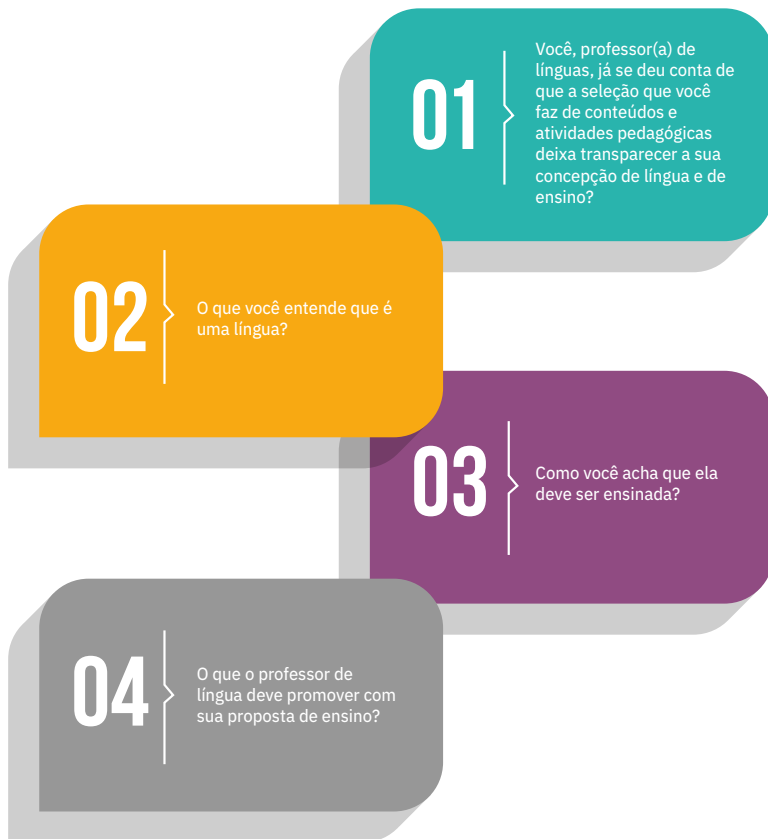 01
Você, professor(a) de
línguas, já se deu conta de
que a seleção que você
faz de conteúdos e
atividades pedagógicas
deixa transparecer a sua
concepção de língua e de
ensino?
02
O que você entende que é
uma língua?
03
Como você acha que ela
deve ser ensinada?
04
O que o professor de
língua deve promover com
sua proposta de ensino?